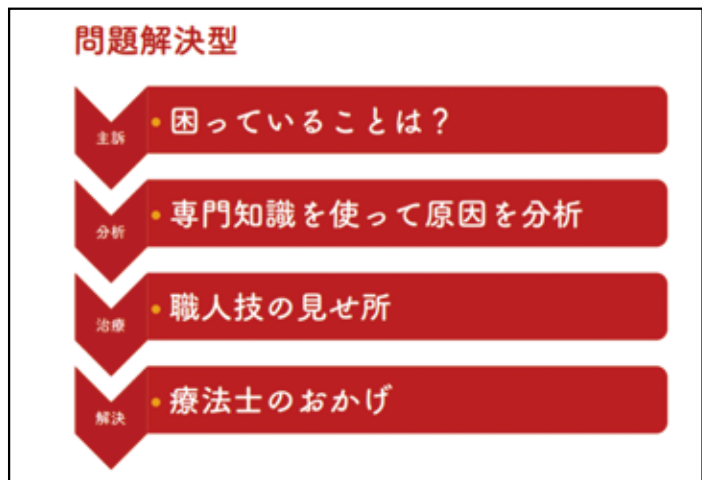 問題解決型
主訴
・困っていることは？
分析
・専門知識を使って原因を分析
治療
・職人技の見せ所
解決
・療法士のおかげ